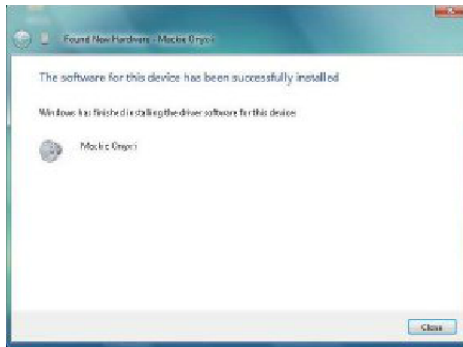 Found New Hardware - Mackie Onyx-i
The software for this device has been successfully installed
Windows has finished installing the driver software for this device:
Mackie Onyx-i
Close